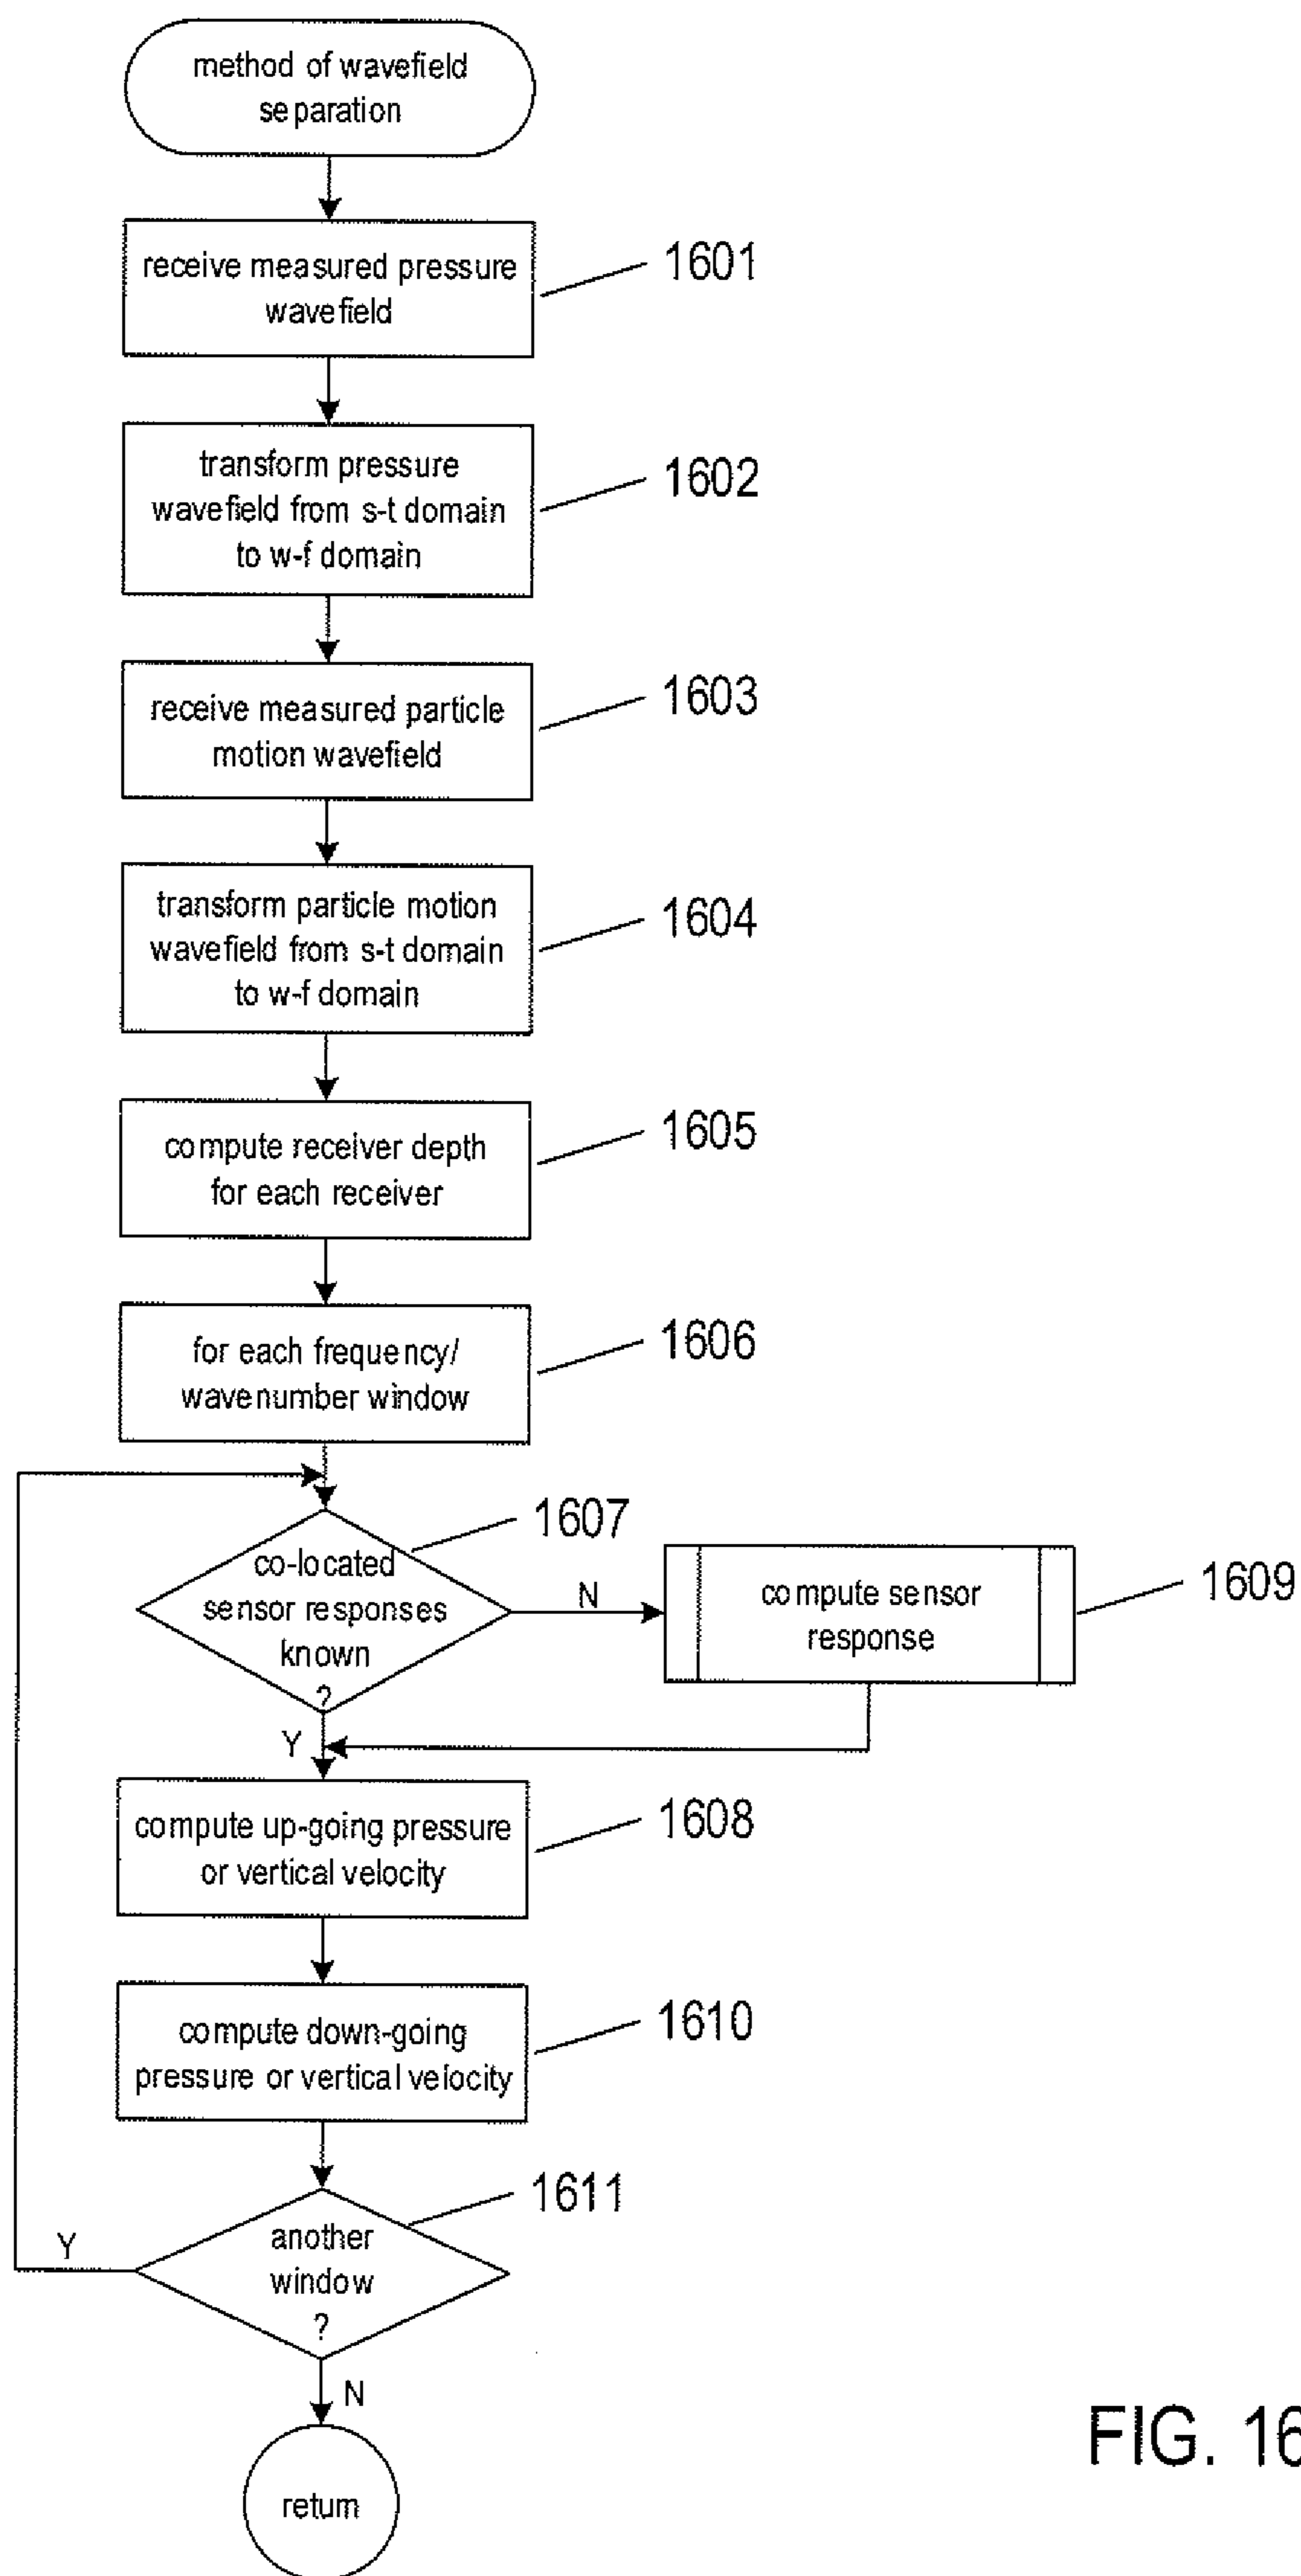 method of wavefield
separation
receive measured pressure
wavefield
1601
transform pressure
wavefield from s-t domain
to w-f domain
1602
receive measured particle
motion wavefield
1603
transform particle motion
wavefield from s-t domain
to w-f domain
1604
compute receiver depth
for each receiver
1605
for each frequency/
wavenumber window
1606
co-located
sensor responses
known
?
1607
N
compute sensor
response
1609
Y
compute up-going pressure
or vertical velocity
1608
compute down-going
pressure or vertical velocity
1610
another
window
?
1611
Y
N
return
FIG. 16